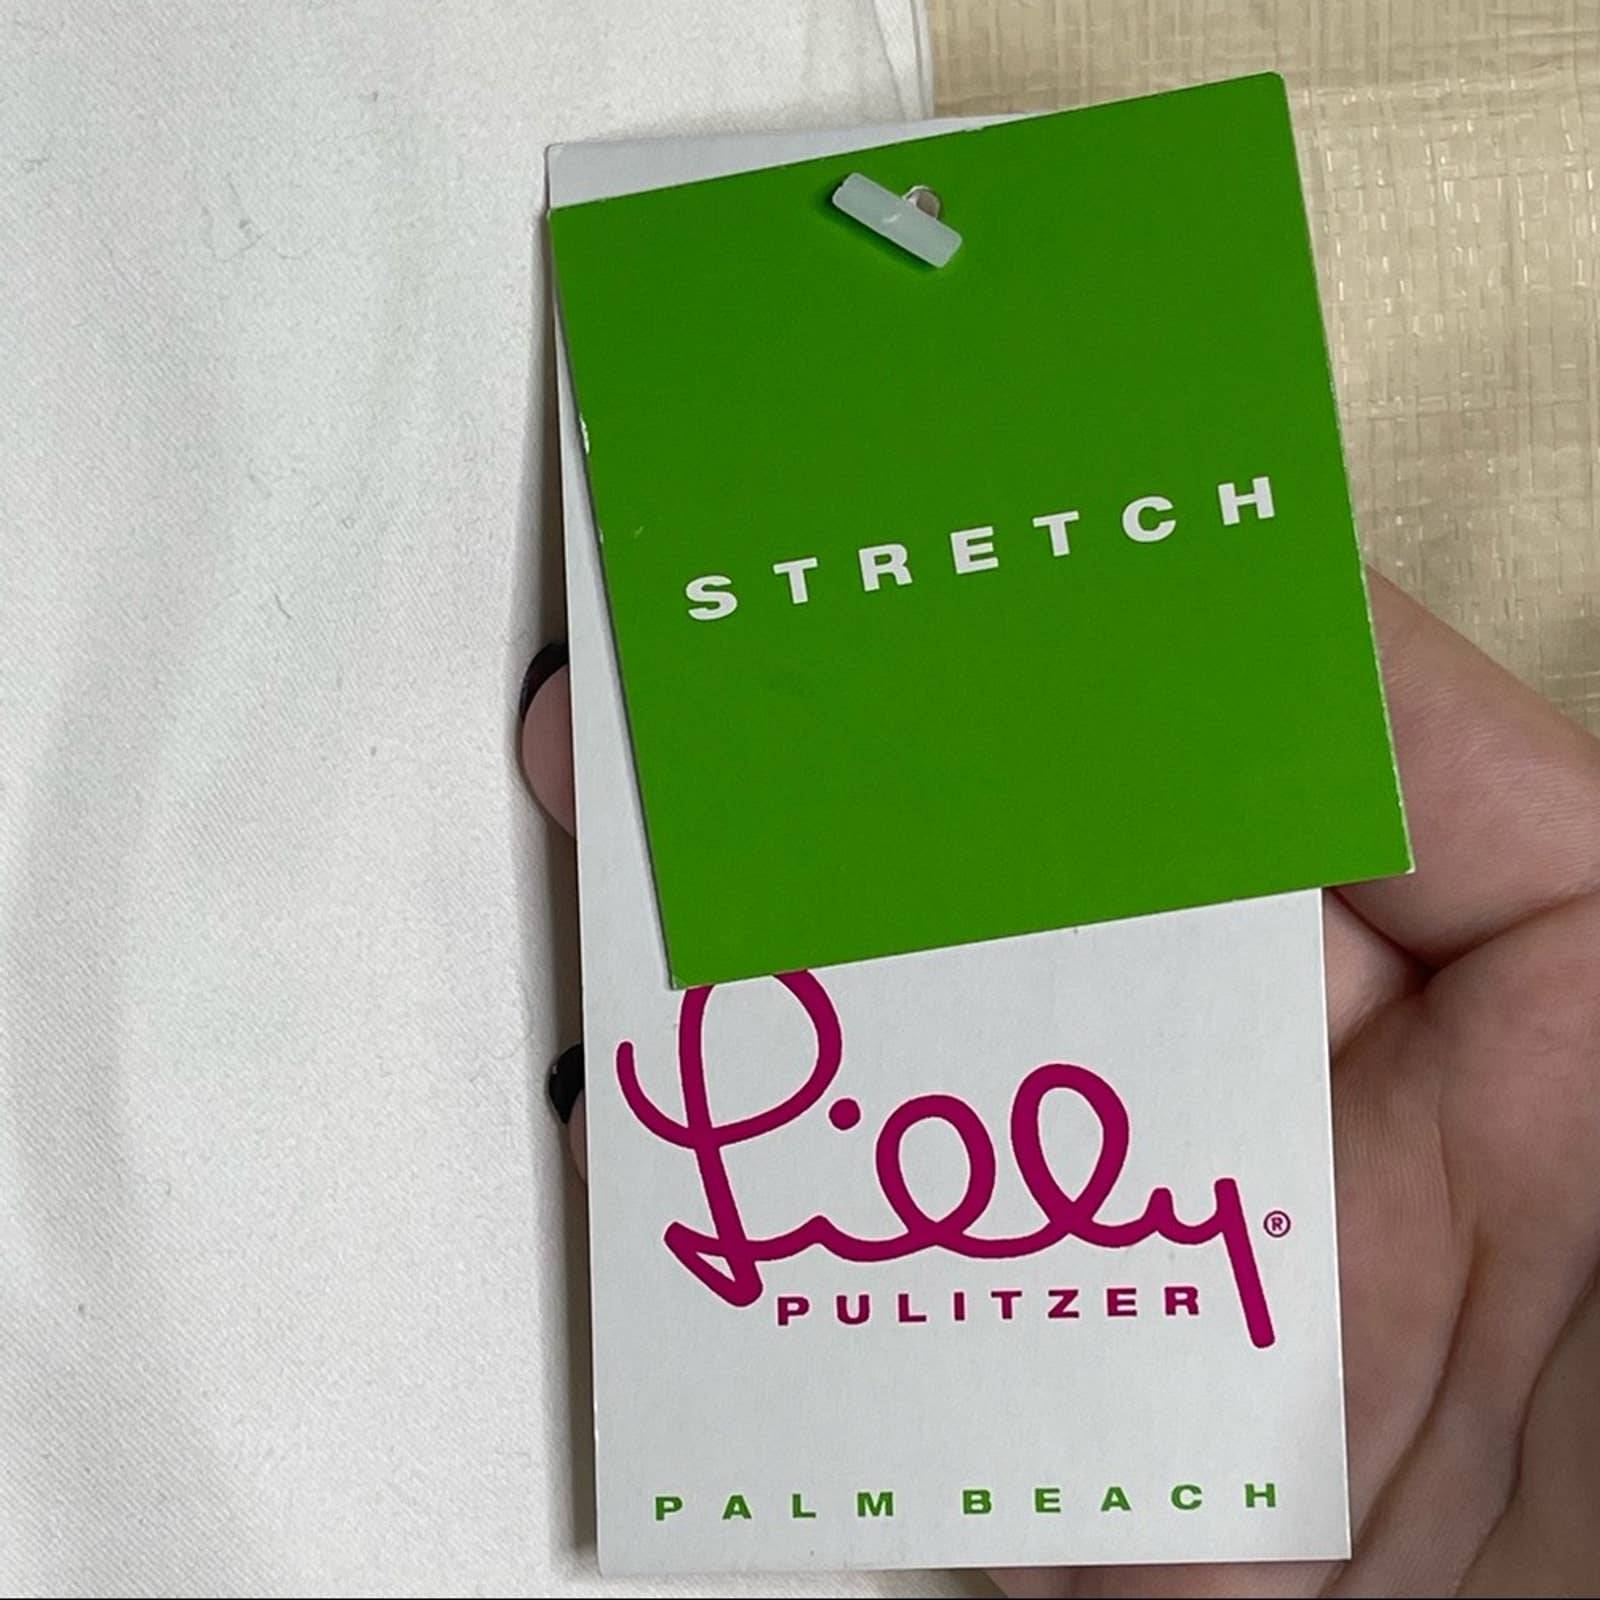 STRETCH
Lilly®
PULITZER
PALM BEACH